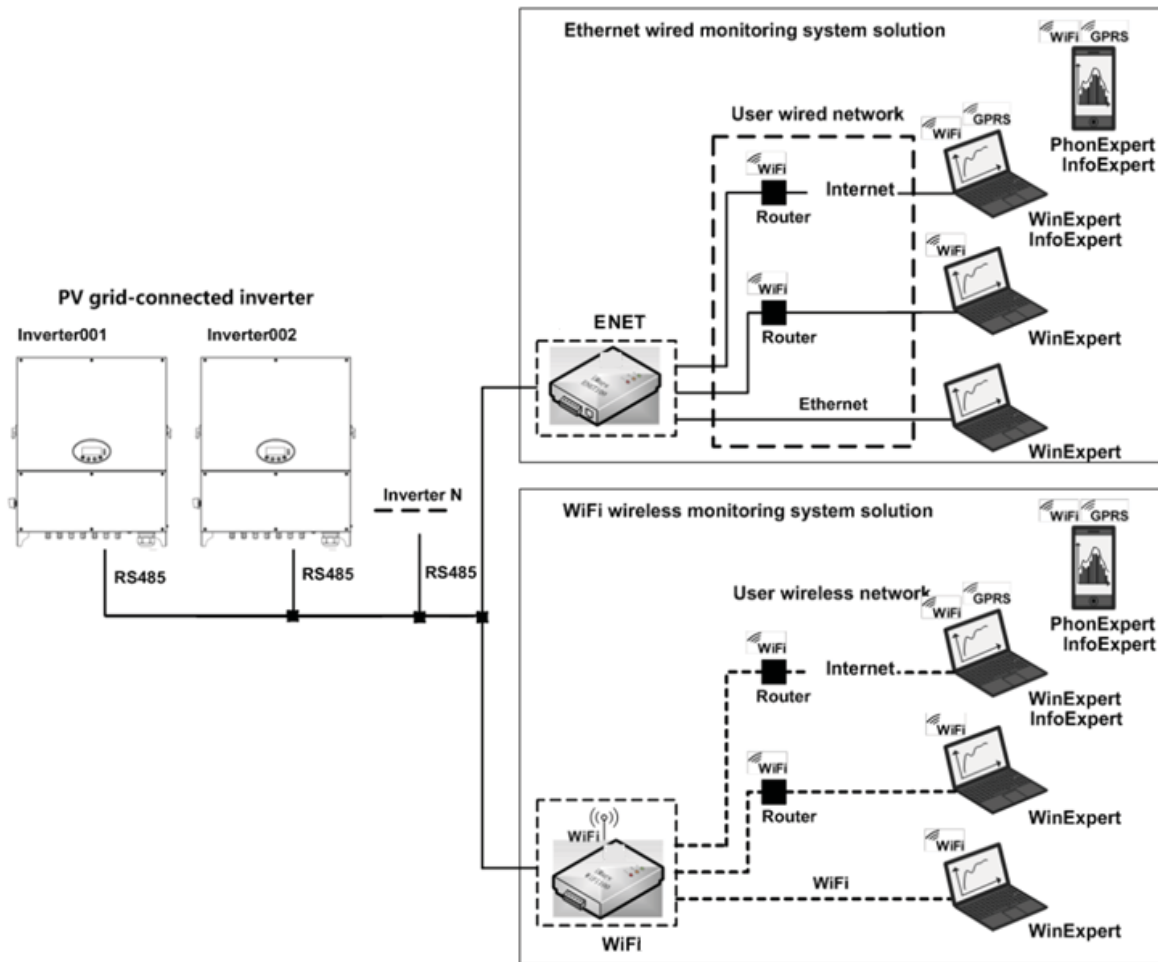 Ethernet wired monitoring system solution
WiFi GPRS
User wired network
GPRS
WiFi
PhonExpert
InfoExpert
WiFi
Internet
Router
WinExpert
InfoExpert
WiFi
WiFi
PV grid-connected inverter
Inverter001
Inverter002
ENET
Router
WinExpert
Ethernet
WinExpert
Inverter N
RS485
RS485
RS485
WiFi wireless monitoring system solution
WiFi GPRS
User wireless network
GPRS
WiFi
PhonExpert
InfoExpert
WiFi
Internet
Router
WinExpert
InfoExpert
WiFi
WiFi
Router
WinExpert
WiFi
WiFi
WiFi
WinExpert
WiFi